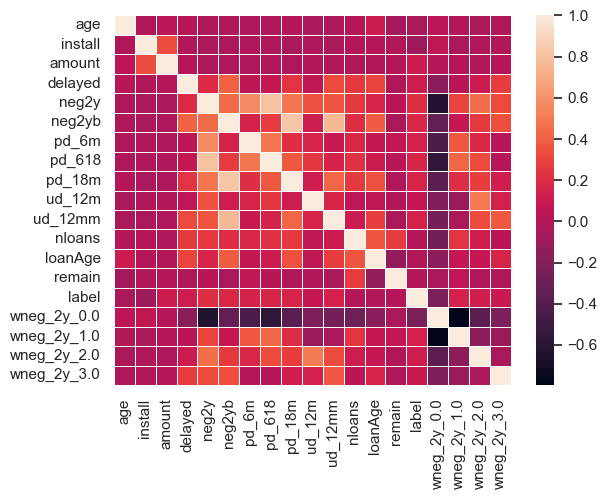 age
install
amount
delayed
neg2y
neg2yb
pd_6m
pd_618
pd_18m
ud_12m
ud_12mm
nloans
loanAge
remain
label
wneg_2y_0.0
wneg_2y_1.0
wneg_2y_2.0
wneg_2y_3.0
age
install
amount
delayed
neg2y
neg2yb
pd_6m
pd_618
pd_18m
ud_12m
ud_12mm
nloans
loanAge
remain
label
wneg_2y_0.0
wneg_2y_1.0
wneg_2y_2.0
wneg_2y_3.0
1.0
0.8
0.6
0.4
0.2
0.0
−0.2
−0.4
−0.6